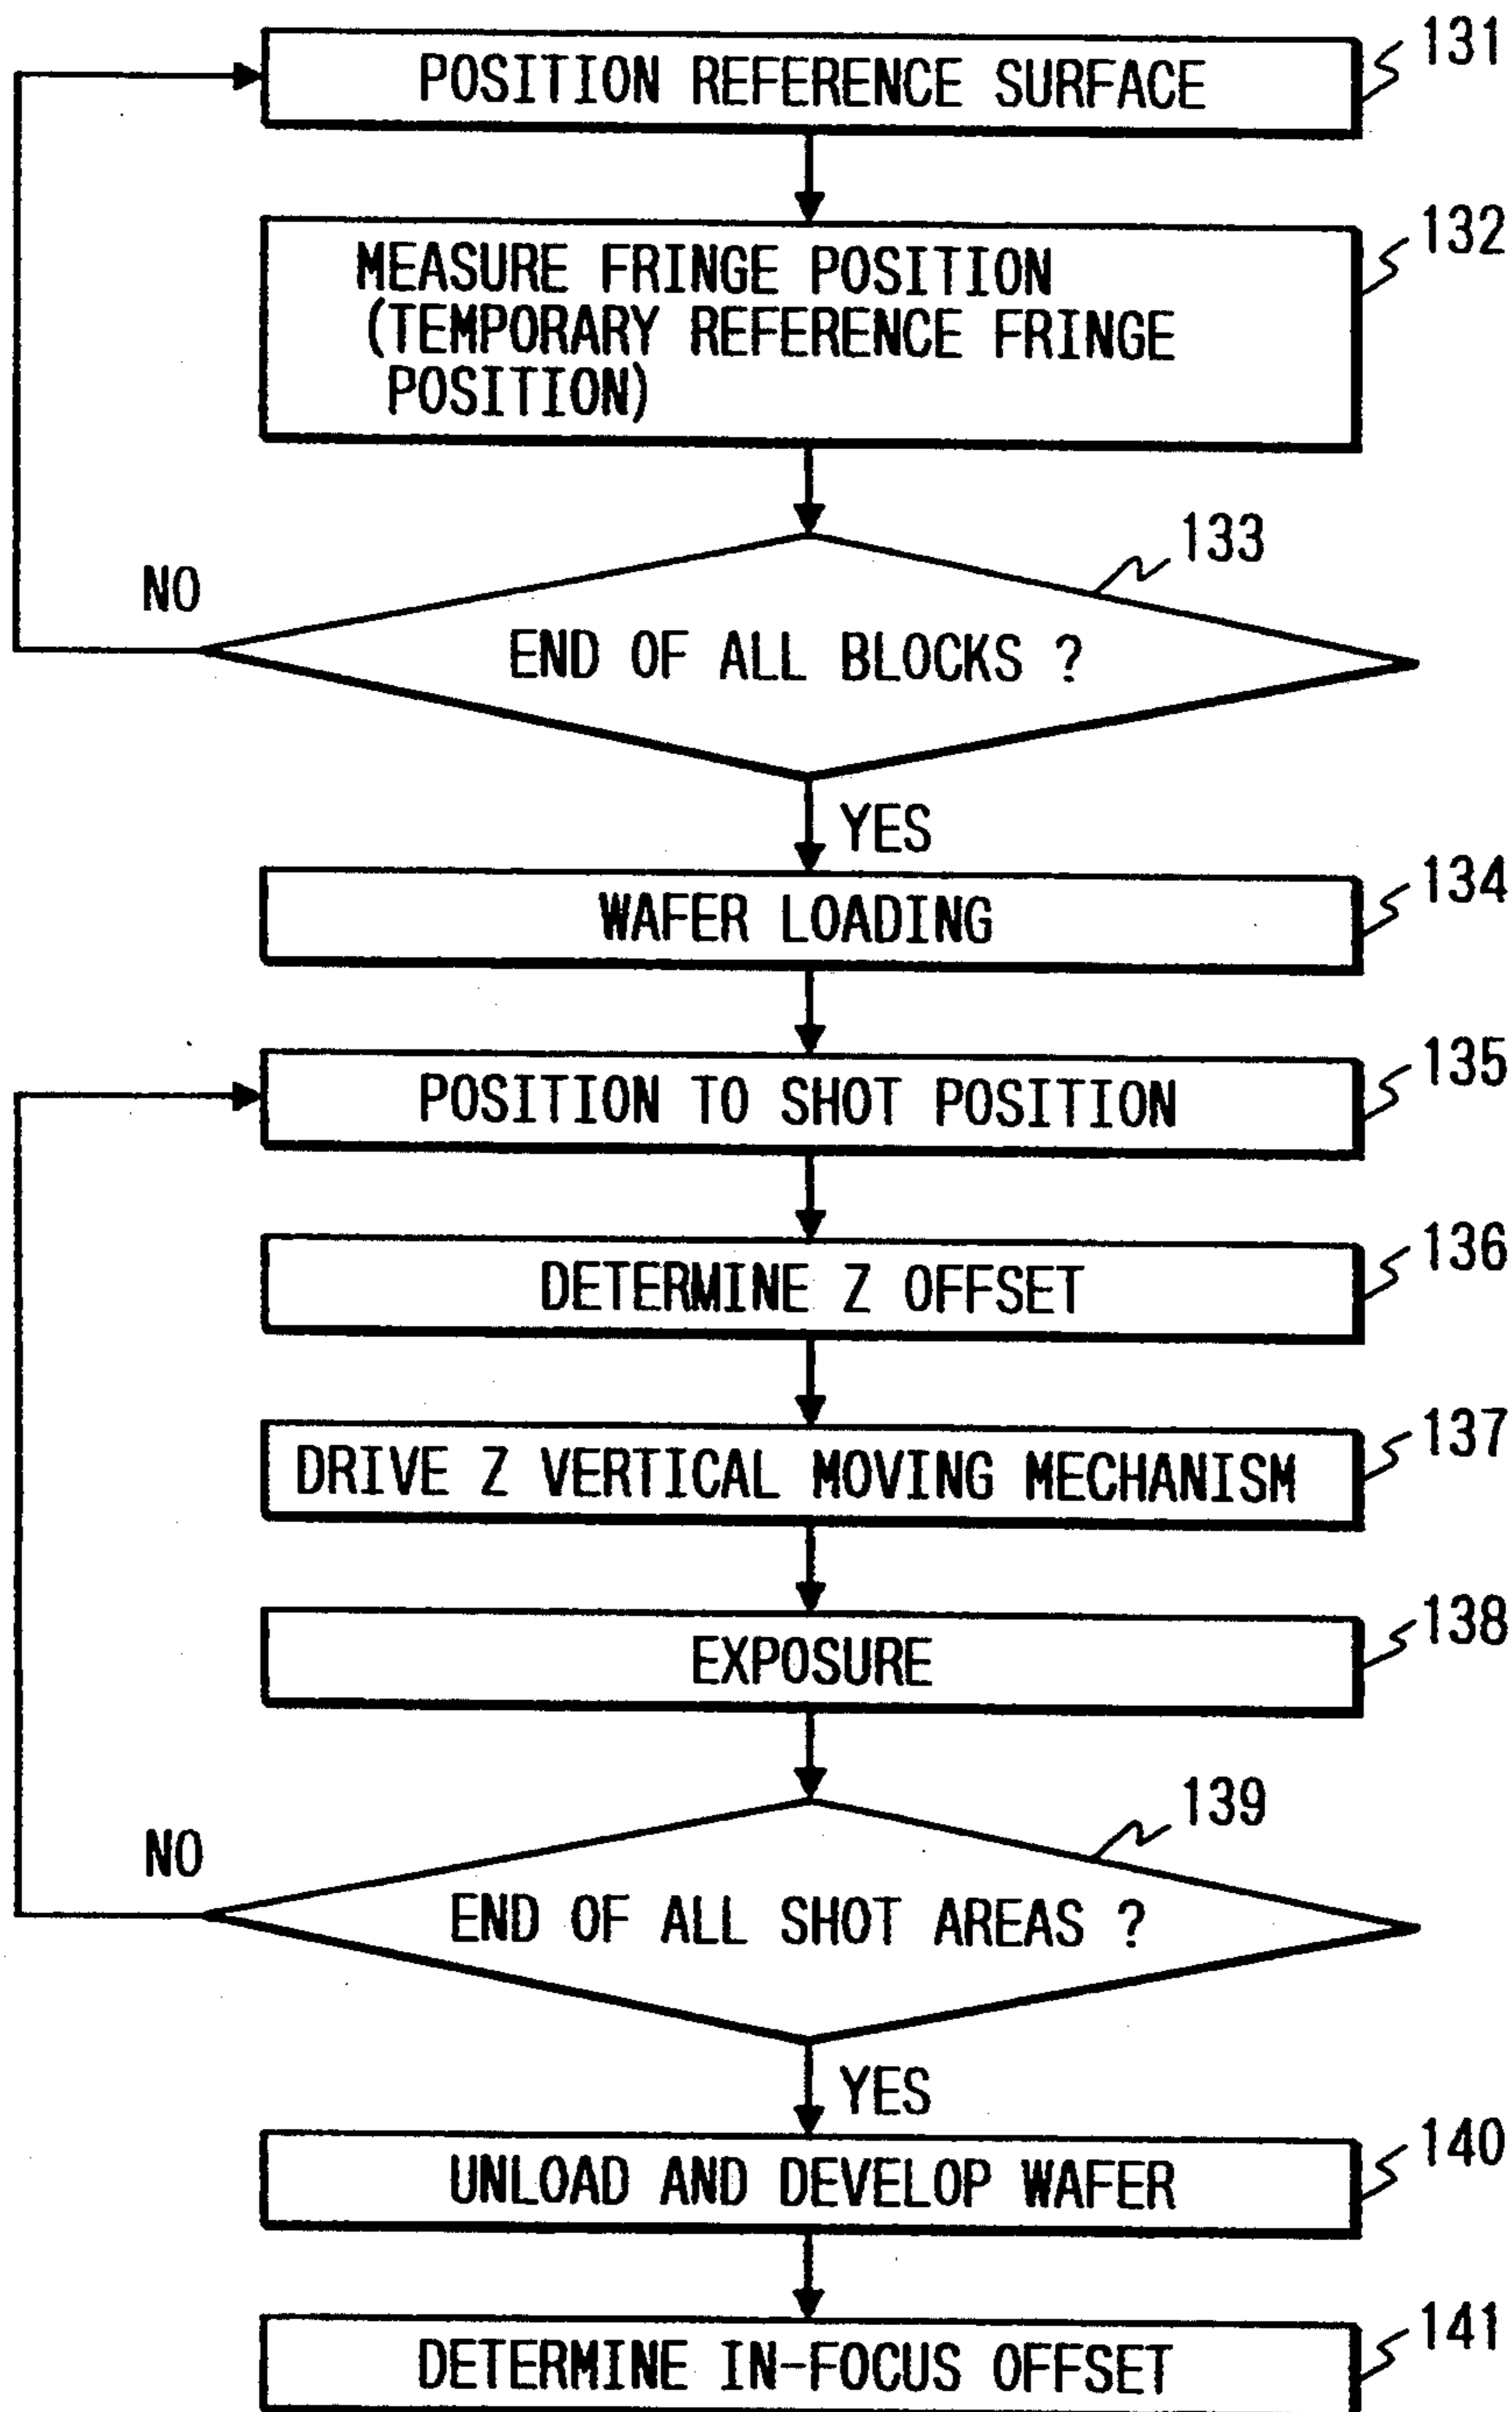 POSITION REFERENCE SURFACE
131
MEASURE FRINGE POSITION
(TEMPORARY REFERENCE FRINGE
POSITION)
132
133
END OF ALL BLOCKS ?
NO
YES
WAFER LOADING
134
POSITION TO SHOT POSITION
135
DETERMINE Z OFFSET
136
DRIVE Z VERTICAL MOVING MECHANISM
137
EXPOSURE
138
139
END OF ALL SHOT AREAS ?
NO
YES
UNLOAD AND DEVELOP WAFER
140
DETERMINE IN-FOCUS OFFSET
141